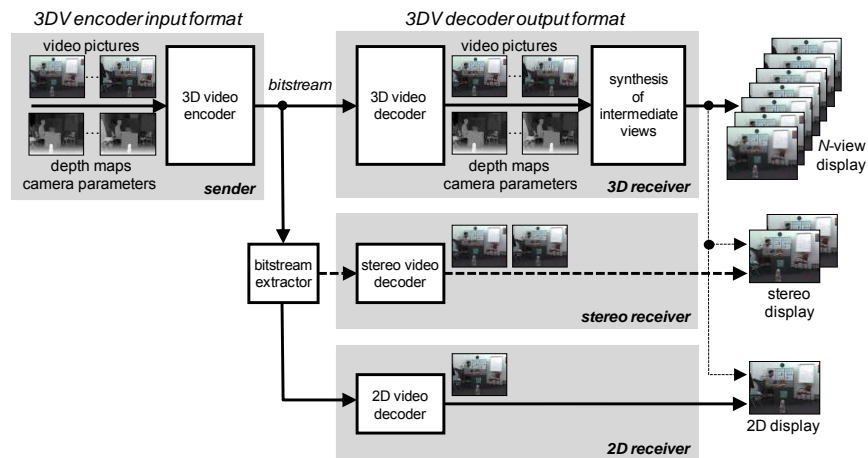 3DV encoder input format
3DV decoder output format
video pictures
...
3D video
encoder
...
depth maps
camera parameters
sender
bitstream
3D video
decoder
video pictures
...
...
depth maps
camera parameters
synthesis
of
intermediate
views
3D receiver
N-view
display
bitstream
extractor
stereo video
decoder
stereo receiver
stereo
display
2D video
decoder
2D receiver
2D display